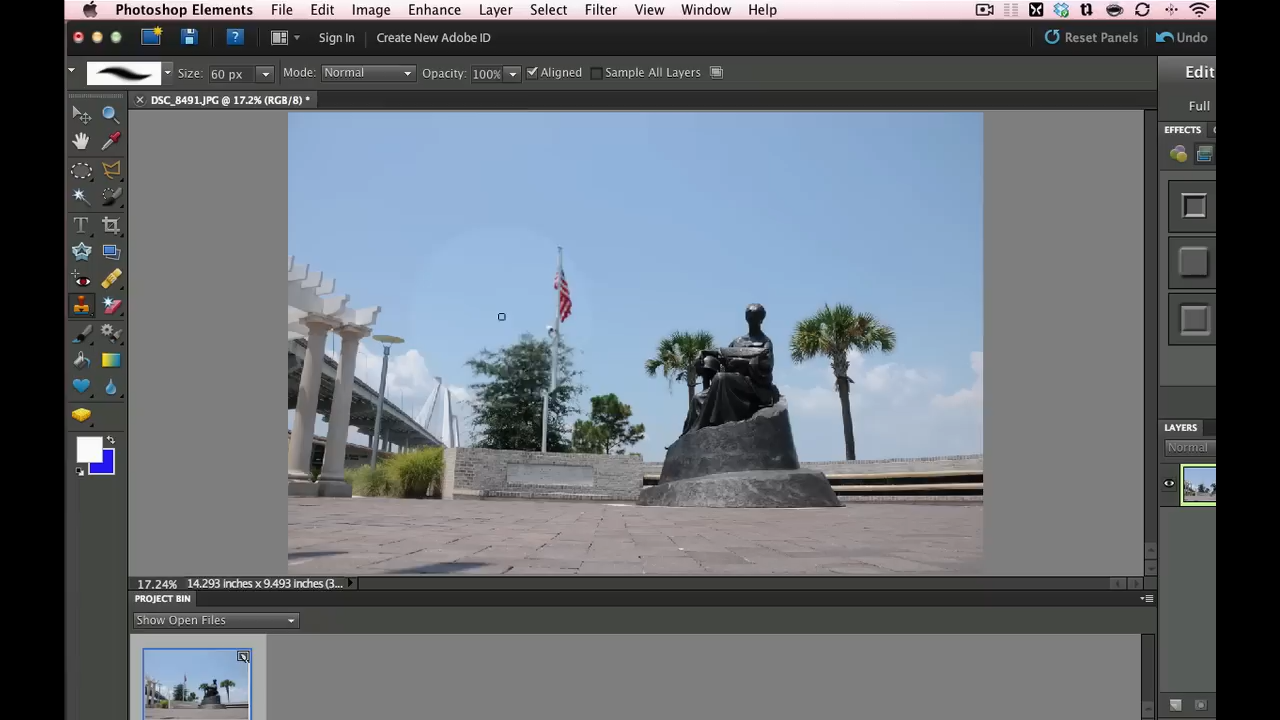 Photoshop Elements File Edit Image Enhance Layer Select Filter View Window Help
Sign In Create New Adobe ID Reset Panels Undo
Size: 60 px Mode: Normal Opacity: 100% Aligned Sample All Layers Edit
DSC_8491.JPG @ 17.2% (RGB/8) *
Full
EFFECTS
LAYERS
Normal
17.24% 14.293 inches x 9.493 inches (3...
PROJECT BIN
Show Open Files